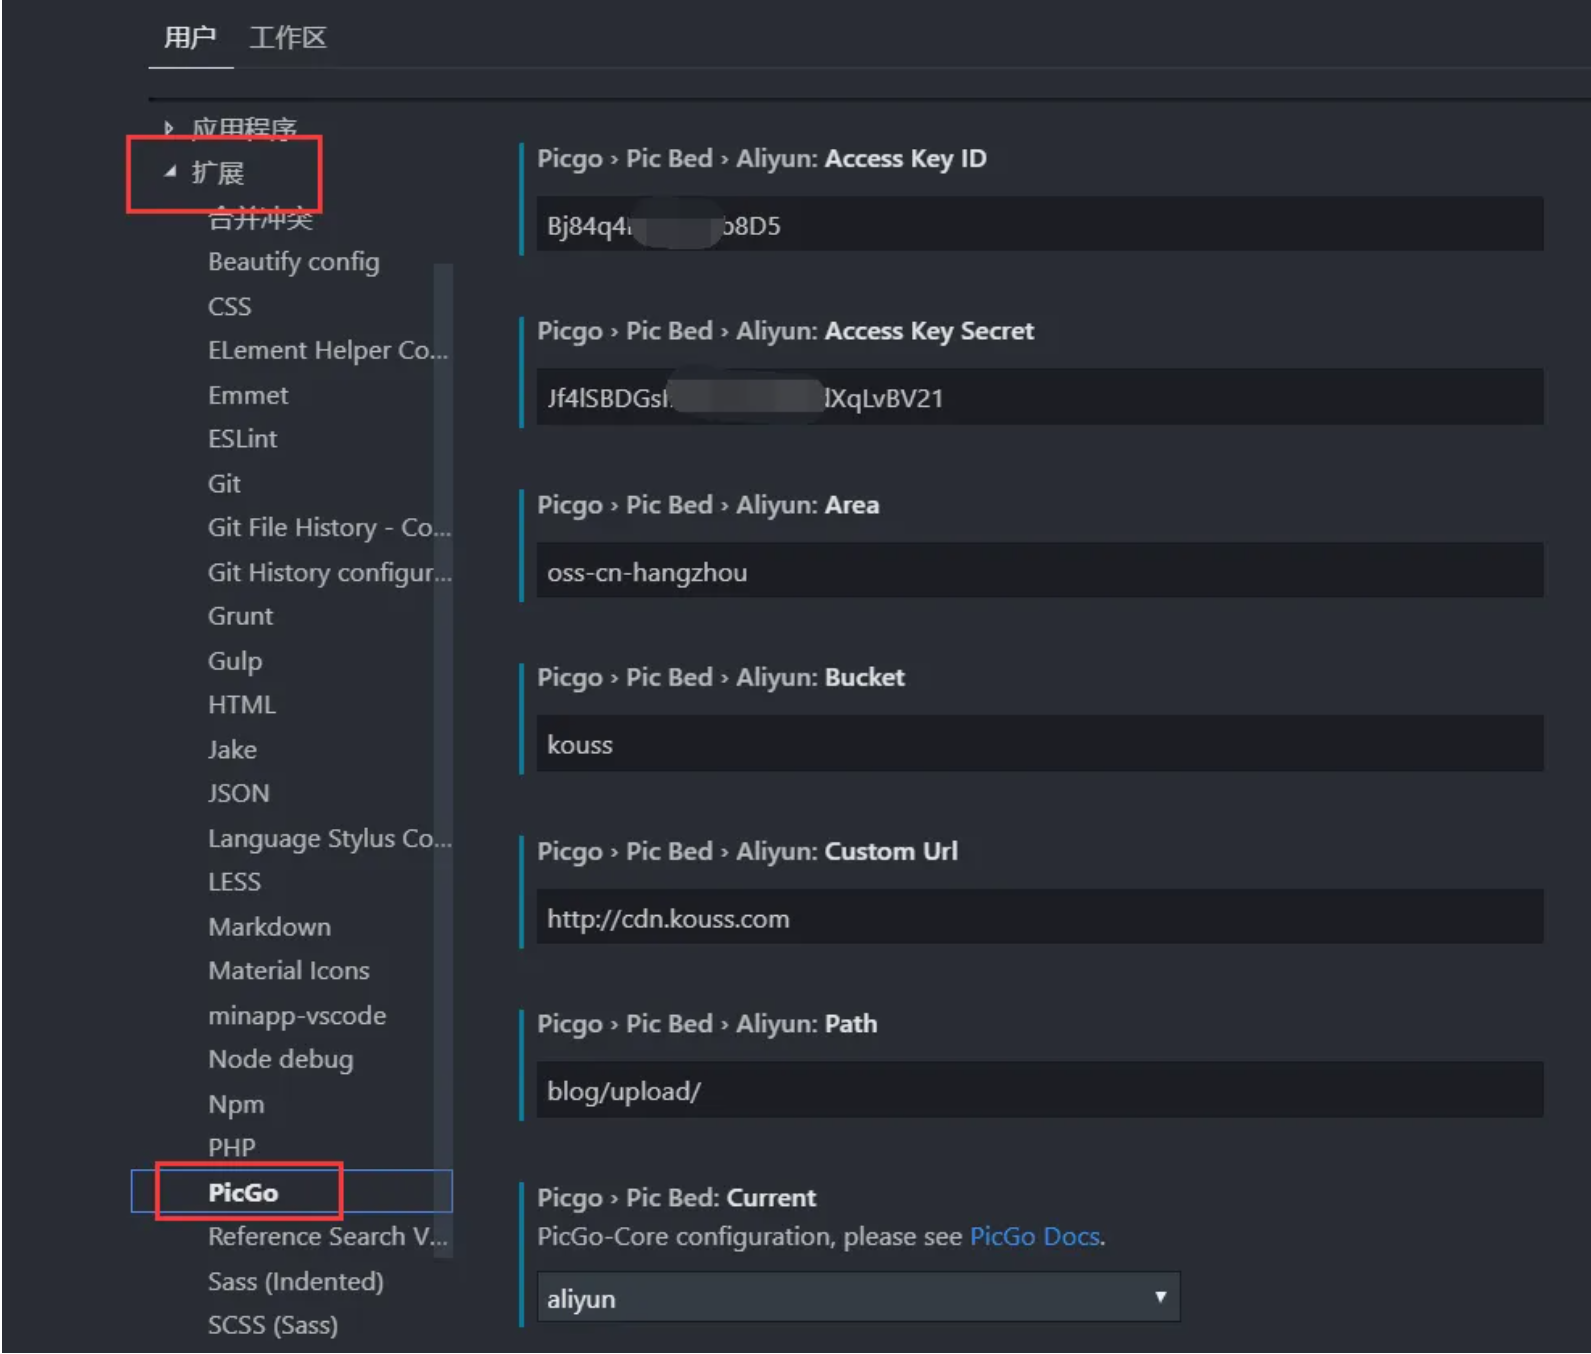 用户 工作区
应用程序
扩展
合并冲突
Beautify config
CSS
ELement Helper Co...
Emmet
ESLint
Git
Git File History - Co...
Git History configur...
Grunt
Gulp
HTML
Jake
JSON
Language Stylus Co...
LESS
Markdown
Material Icons
minapp-vscode
Node debug
Npm
PHP
PicGo
Reference Search V...
Sass (Indented)
SCSS (Sass)
Picgo › Pic Bed › Aliyun: Access Key ID
Bj84q4 b8D5
Picgo › Pic Bed › Aliyun: Access Key Secret
Jf4lSBDGs XqLvBV21
Picgo › Pic Bed › Aliyun: Area
oss-cn-hangzhou
Picgo › Pic Bed › Aliyun: Bucket
kouss
Picgo › Pic Bed › Aliyun: Custom Url
http://cdn.kouss.com
Picgo › Pic Bed › Aliyun: Path
blog/upload/
Picgo › Pic Bed: Current
PicGo-Core configuration, please see PicGo Docs.
aliyun